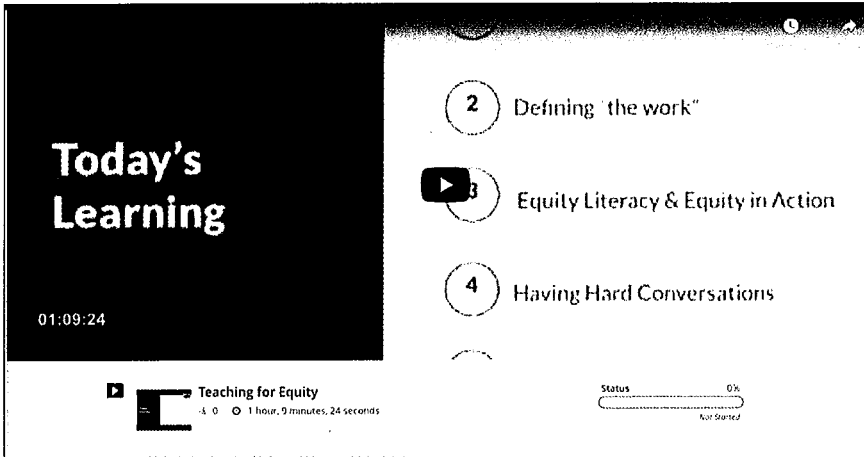 Today's
Learning
01:09:24
2 Defining "the work"
3 Equity Literacy & Equity in Action
4 Having Hard Conversations
Teaching for Equity
0 1 hour, 9 minutes, 24 seconds
Status 0%
Not Started